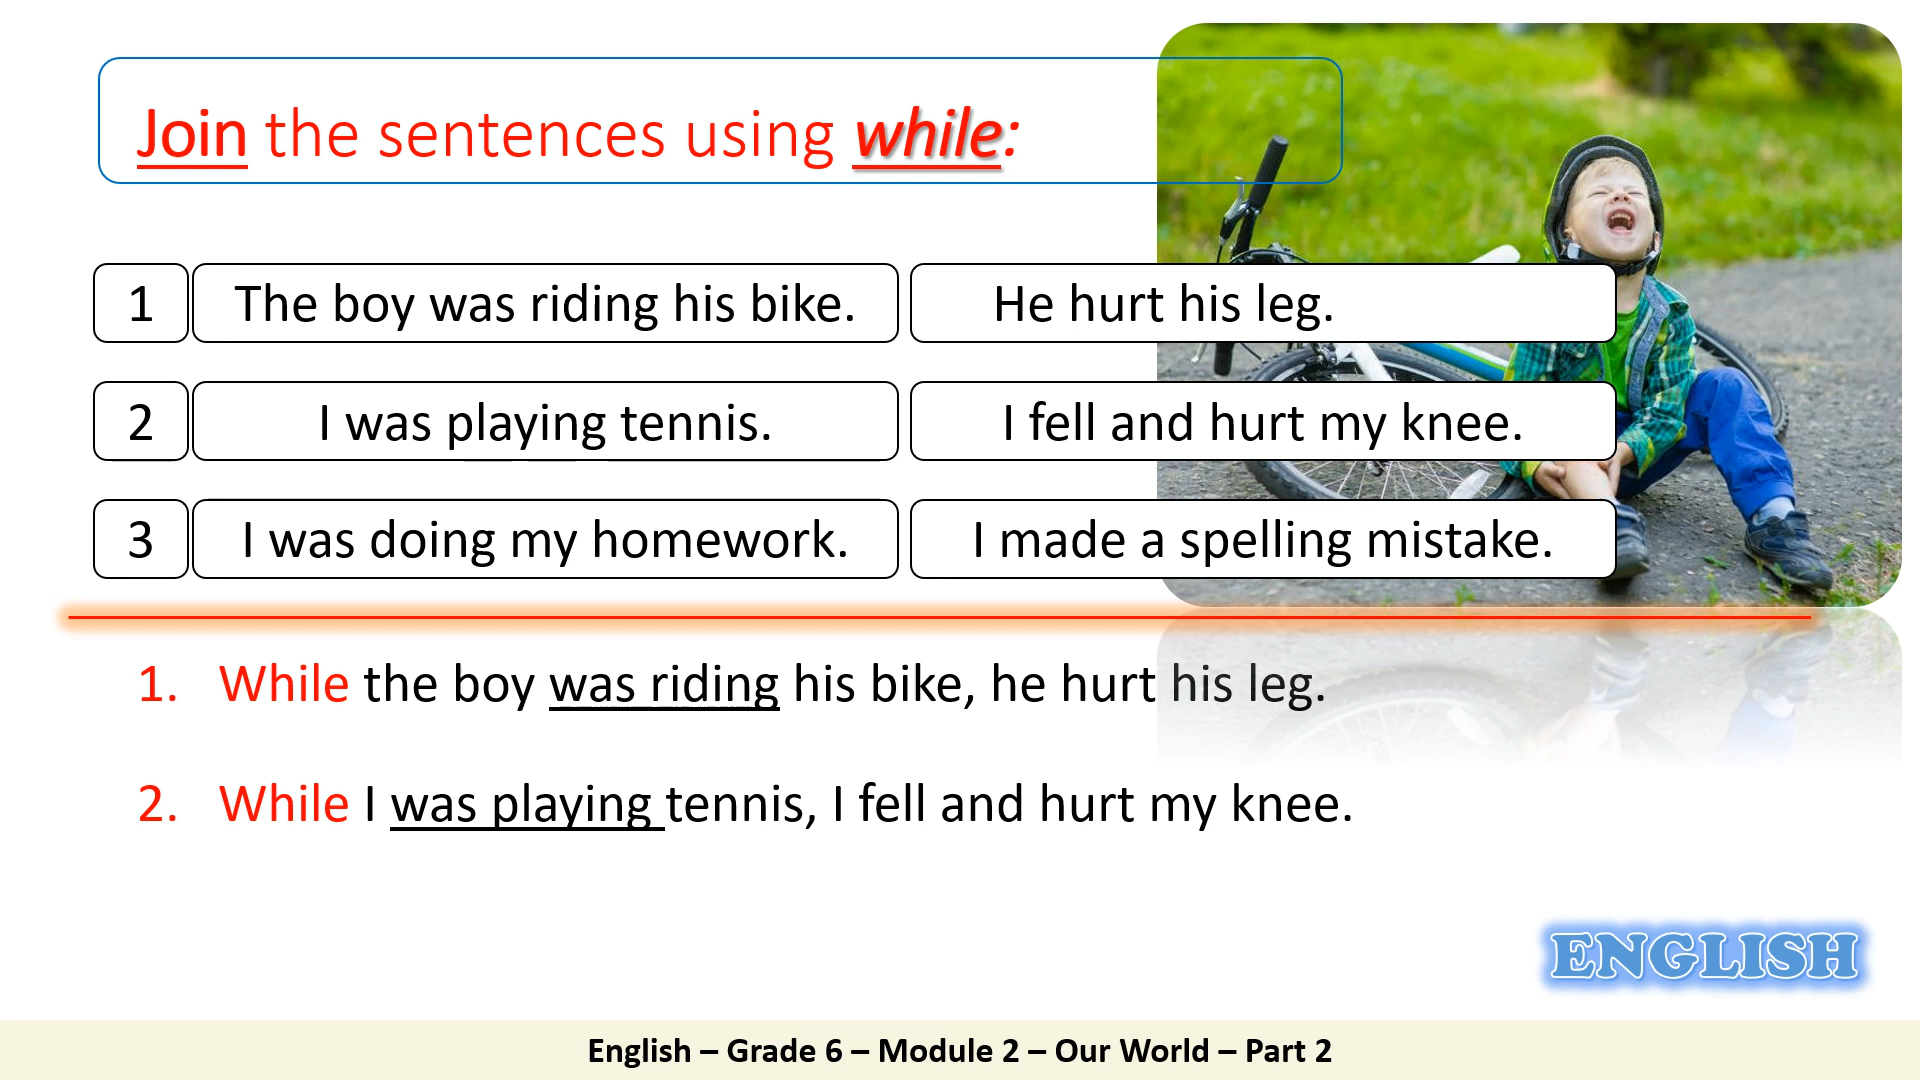 Join the sentences using while:
1 The boy was riding his bike. He hurt his leg.
2 I was playing tennis. I fell and hurt my knee.
3 I was doing my homework. I made a spelling mistake.
1. While the boy was riding his bike, he hurt his leg.
2. While I was playing tennis, I fell and hurt my knee.
ENGLISH
English – Grade 6 – Module 2 – Our World – Part 2